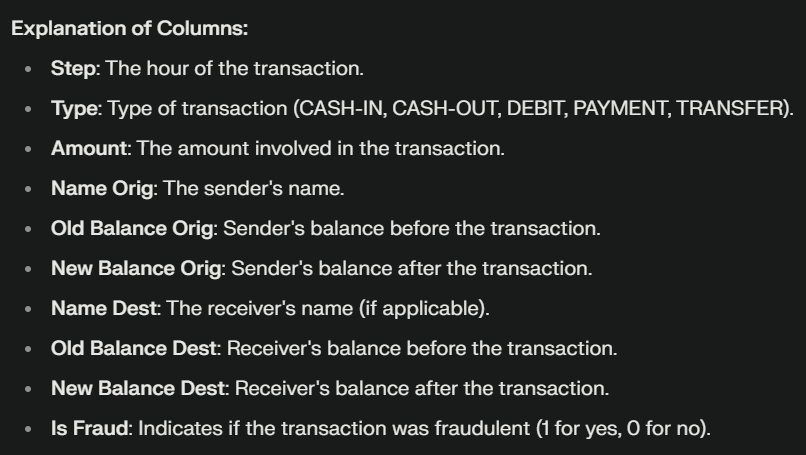 Explanation of Columns:
• Step: The hour of the transaction.
• Type: Type of transaction (CASH-IN, CASH-OUT, DEBIT, PAYMENT, TRANSFER).
• Amount: The amount involved in the transaction.
• Name Orig: The sender's name.
• Old Balance Orig: Sender's balance before the transaction.
• New Balance Orig: Sender's balance after the transaction.
• Name Dest: The receiver's name (if applicable).
• Old Balance Dest: Receiver's balance before the transaction.
• New Balance Dest: Receiver's balance after the transaction.
• Is Fraud: Indicates if the transaction was fraudulent (1 for yes, 0 for no).